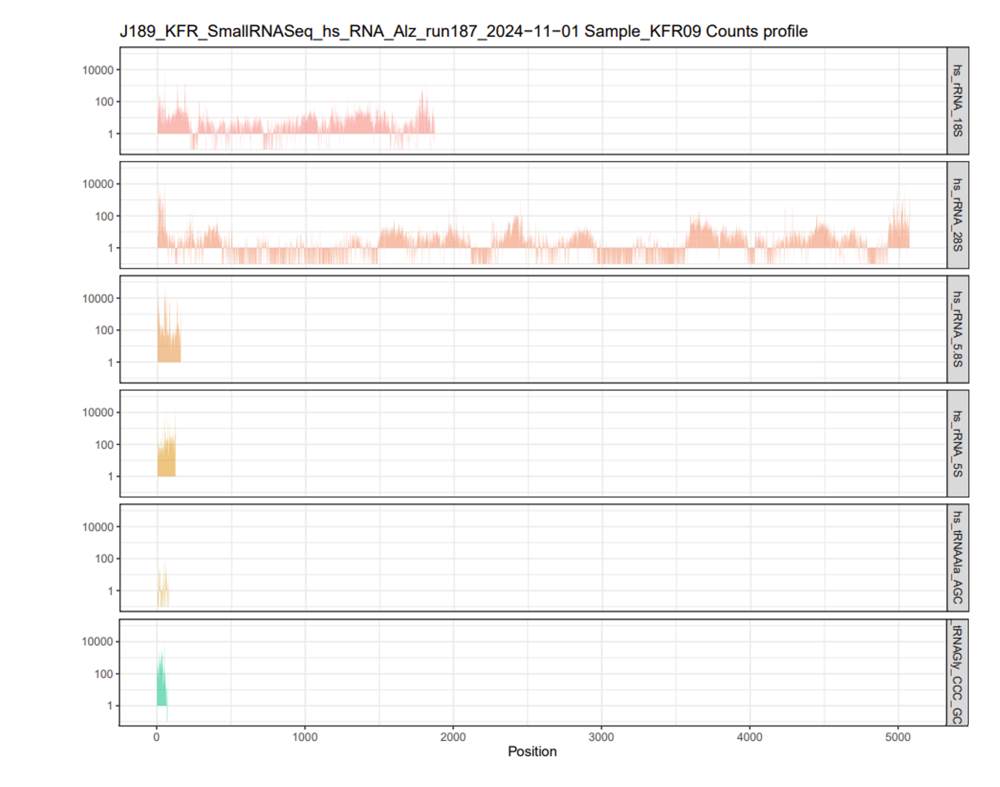 J189_KFR_SmallRNASeq_hs_RNA_Alz_run187_2024−11−01 Sample_KFR09 Counts profile
10000
100
1
hs_rRNA_18S
10000
100
1
hs_rRNA_28S
10000
100
1
hs_rRNA_5.8S
10000
100
1
hs_rRNA_5S
10000
100
1
hs_tRNAAla_AGC
10000
100
1
_tRNAGly_CCC_GC
0 1000 2000 3000 4000 5000
Position